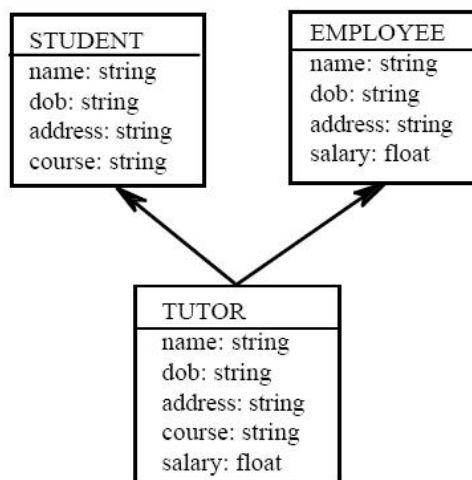 STUDENT
name: string
dob: string
address: string
course: string
EMPLOYEE
name: string
dob: string
address: string
salary: float
TUTOR
name: string
dob: string
address: string
course: string
salary: float